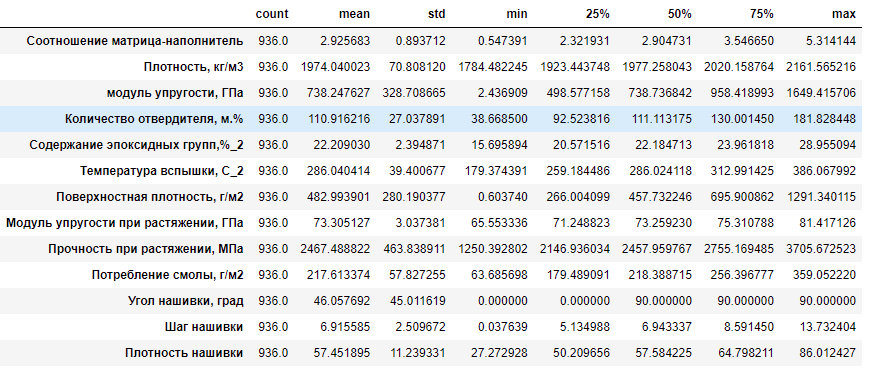 count mean std min 25% 50% 75% max
Соотношение матрица-наполнитель 936.0 2.925683 0.893712 0.547391 2.321931 2.904731 3.546650 5.314144
Плотность, кг/м3 936.0 1974.040023 70.808120 1784.482245 1923.443748 1977.258043 2020.158764 2161.565216
модуль упругости, ГПа 936.0 738.247627 328.708665 2.436909 498.577158 738.736842 958.418993 1649.415706
Количество отвердителя, м.% 936.0 110.916216 27.037891 38.668500 92.523816 111.113175 130.001450 181.828448
Содержание эпоксидных групп,%_2 936.0 22.209030 2.394871 15.695894 20.571516 22.184713 23.961818 28.955094
Температура вспышки, С_2 936.0 286.040414 39.400677 179.374391 259.184486 286.024118 312.991425 386.067992
Поверхностная плотность, г/м2 936.0 482.993901 280.190377 0.603740 266.004099 457.732246 695.900862 1291.340115
Модуль упругости при растяжении, ГПа 936.0 73.305127 3.037381 65.553336 71.248823 73.259230 75.310788 81.417126
Прочность при растяжении, МПа 936.0 2467.488822 463.838911 1250.392802 2146.936034 2457.959767 2755.169485 3705.672523
Потребление смолы, г/м2 936.0 217.613374 57.827255 63.685698 179.489091 218.388715 256.396777 359.052220
Угол нашивки, град 936.0 46.057692 45.011619 0.000000 0.000000 90.000000 90.000000 90.000000
Шаг нашивки 936.0 6.915585 2.509672 0.037639 5.134988 6.943337 8.591450 13.732404
Плотность нашивки 936.0 57.451895 11.239331 27.272928 50.209656 57.584225 64.798211 86.012427